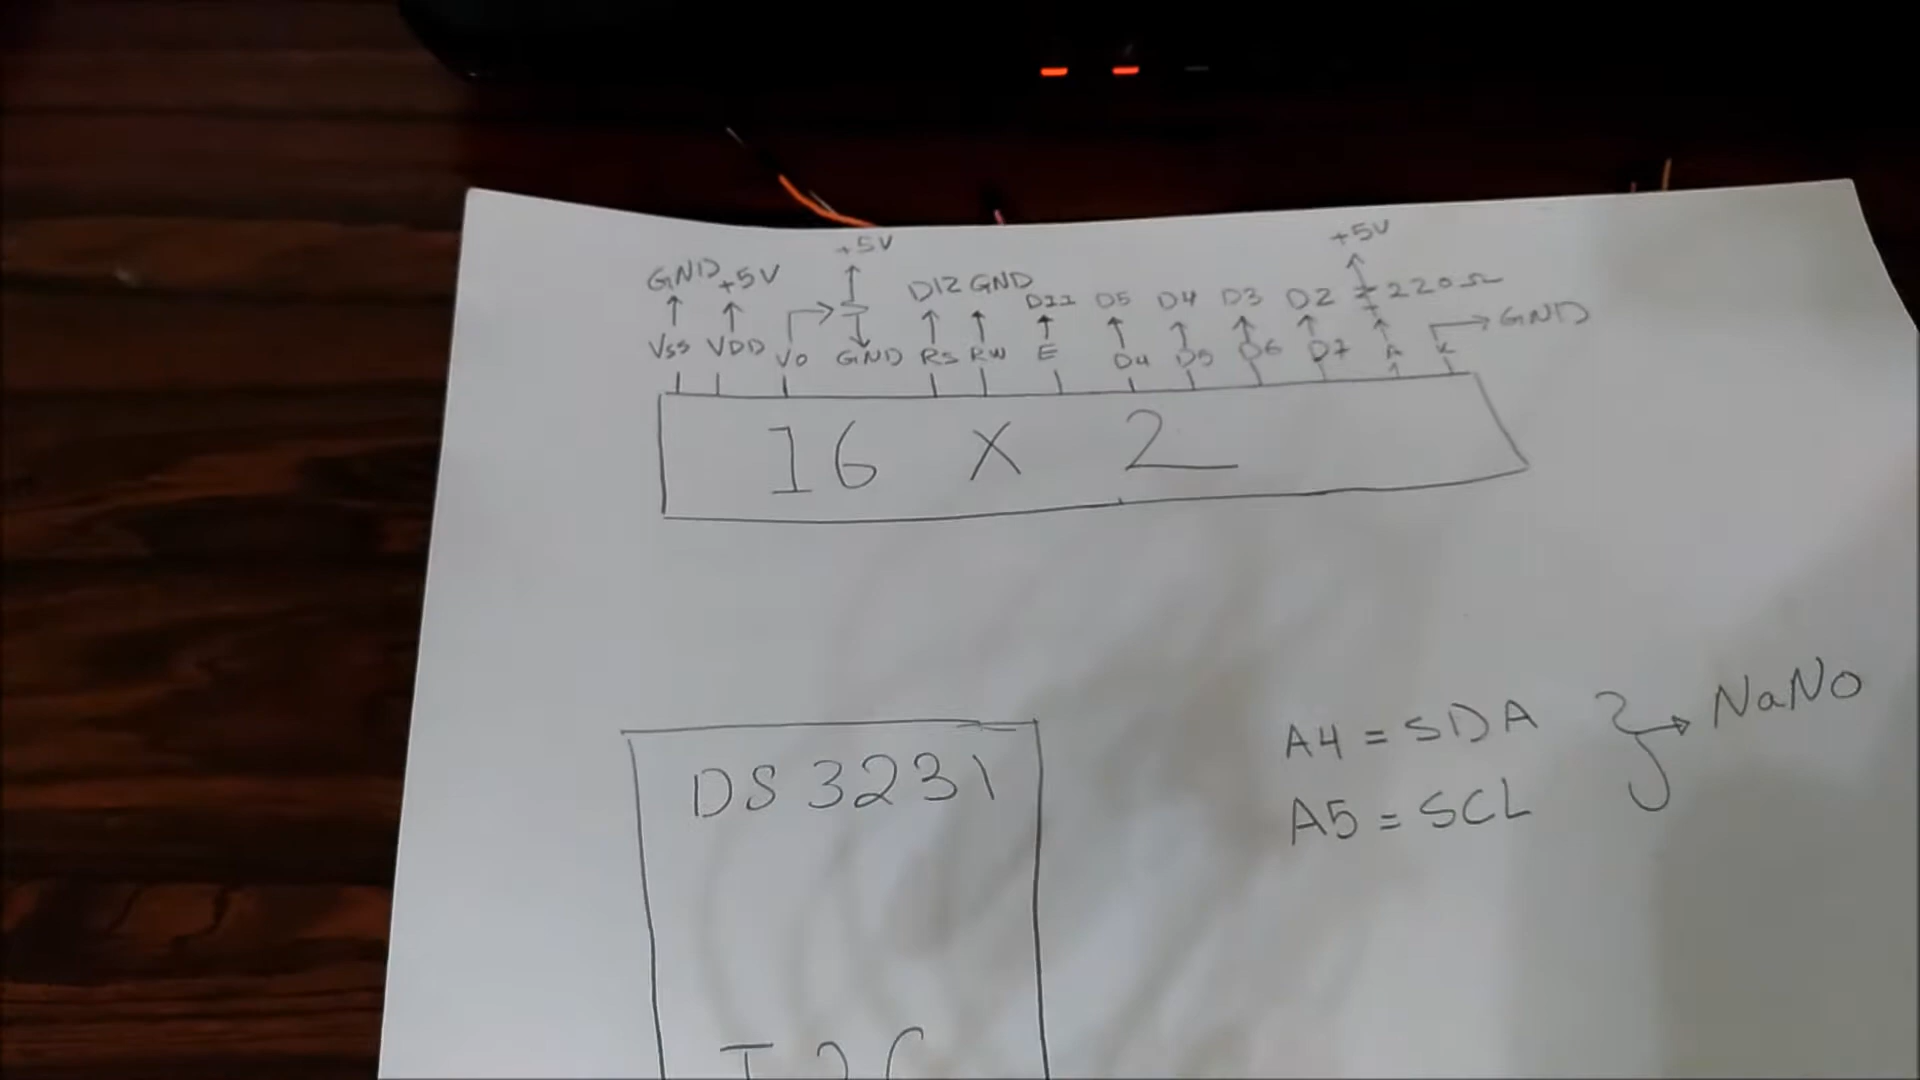 +5V +5V
GND +5V D12 GND D11 D5 D4 D3 D2 220Ω
VSS VDD VO GND RS RW E D4 D5 D6 D7 A K GND
16 X 2
DS3231
A4 = SDA
A5 = SCL
NaNo
I2C